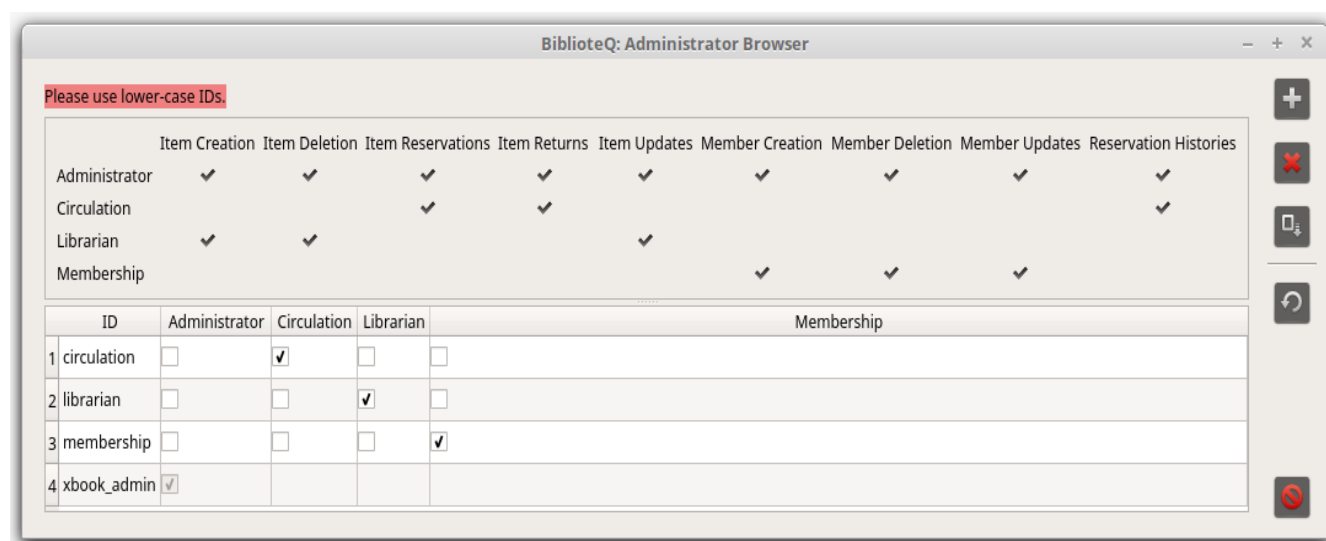 BiblioteQ: Administrator Browser
Please use lower-case IDs.
Item Creation Item Deletion Item Reservations Item Returns Item Updates Member Creation Member Deletion Member Updates Reservation Histories
Administrator
Circulation
Librarian
Membership
ID Administrator Circulation Librarian Membership
1 circulation
2 librarian
3 membership
4 xbook_admin